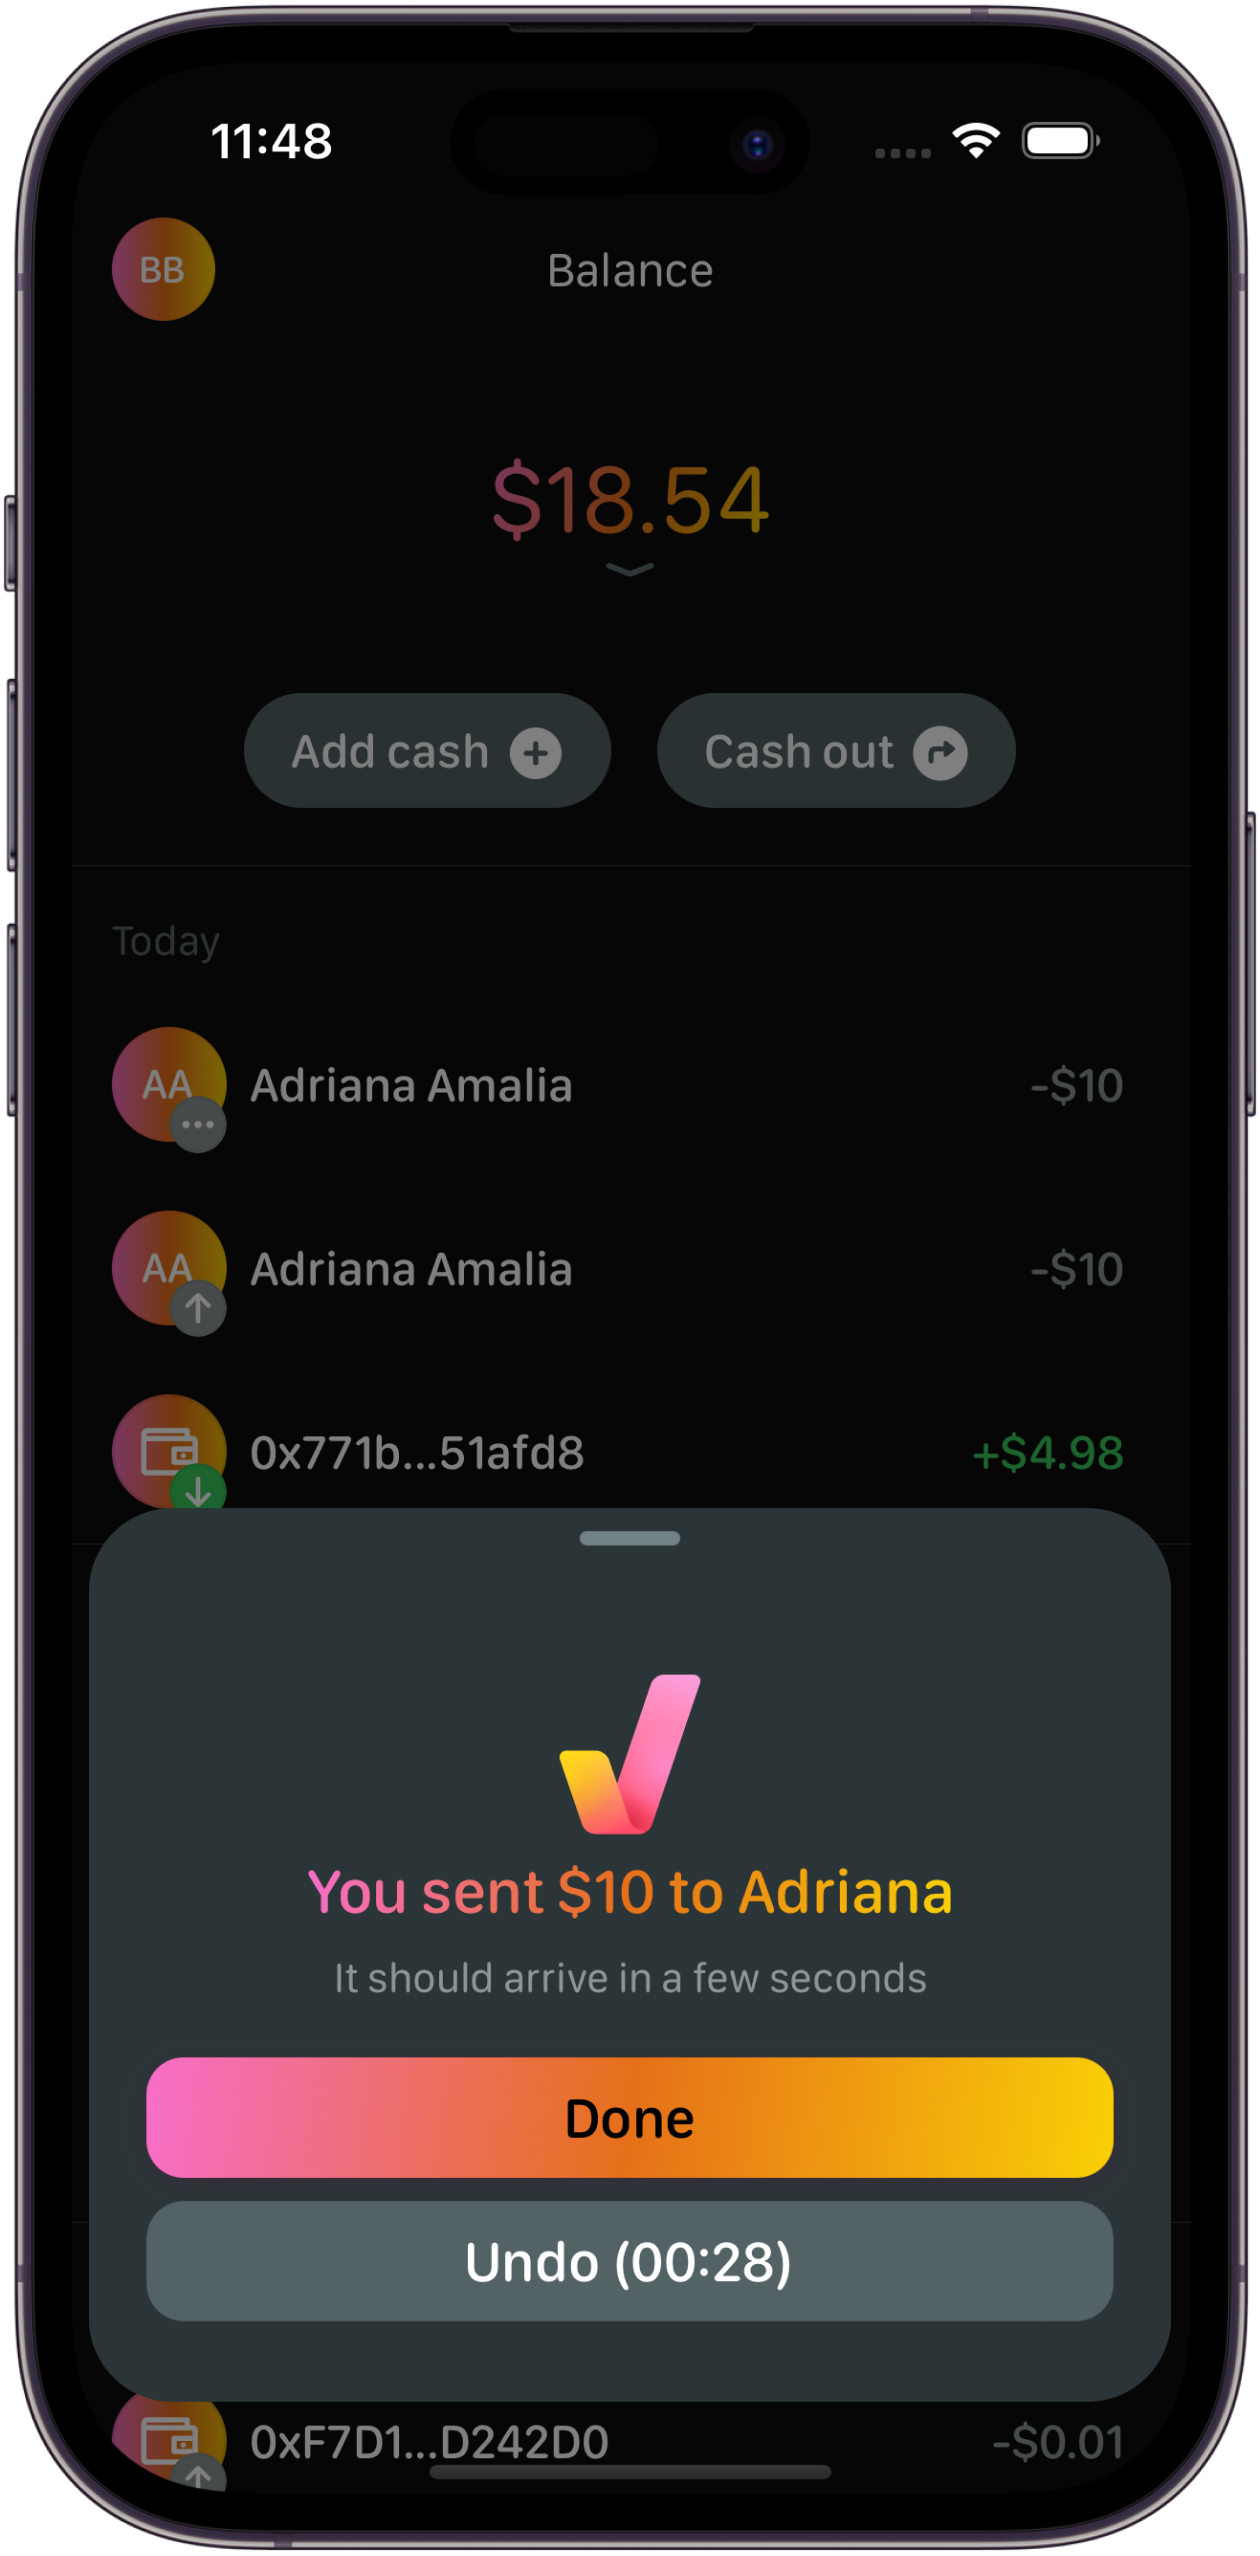 11:48
BB
Balance
$18.54
Add cash
Cash out
Today
AA
Adriana Amalia
-$10
AA
Adriana Amalia
-$10
0x771b...51afd8
+$4.98
You sent $10 to Adriana
It should arrive in a few seconds
Done
Undo (00:28)
0xF7D1...D242D0
-$0.01